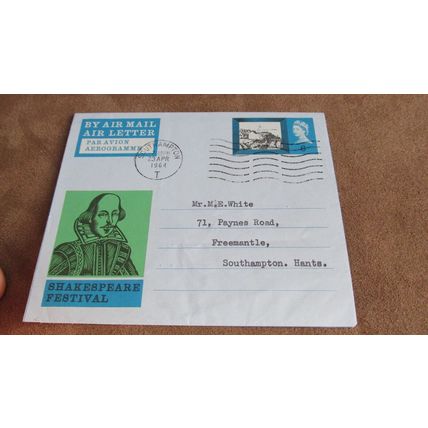 BY AIR MAIL
AIR LETTER
PAR AVION
AEROGRAMME
SOUTHAMPTON
23 APR
1964
T
6
Mr.M.E.White
71, Paynes Road,
Freemantle,
Southampton. Hants.
SHAKESPEARE
FESTIVAL